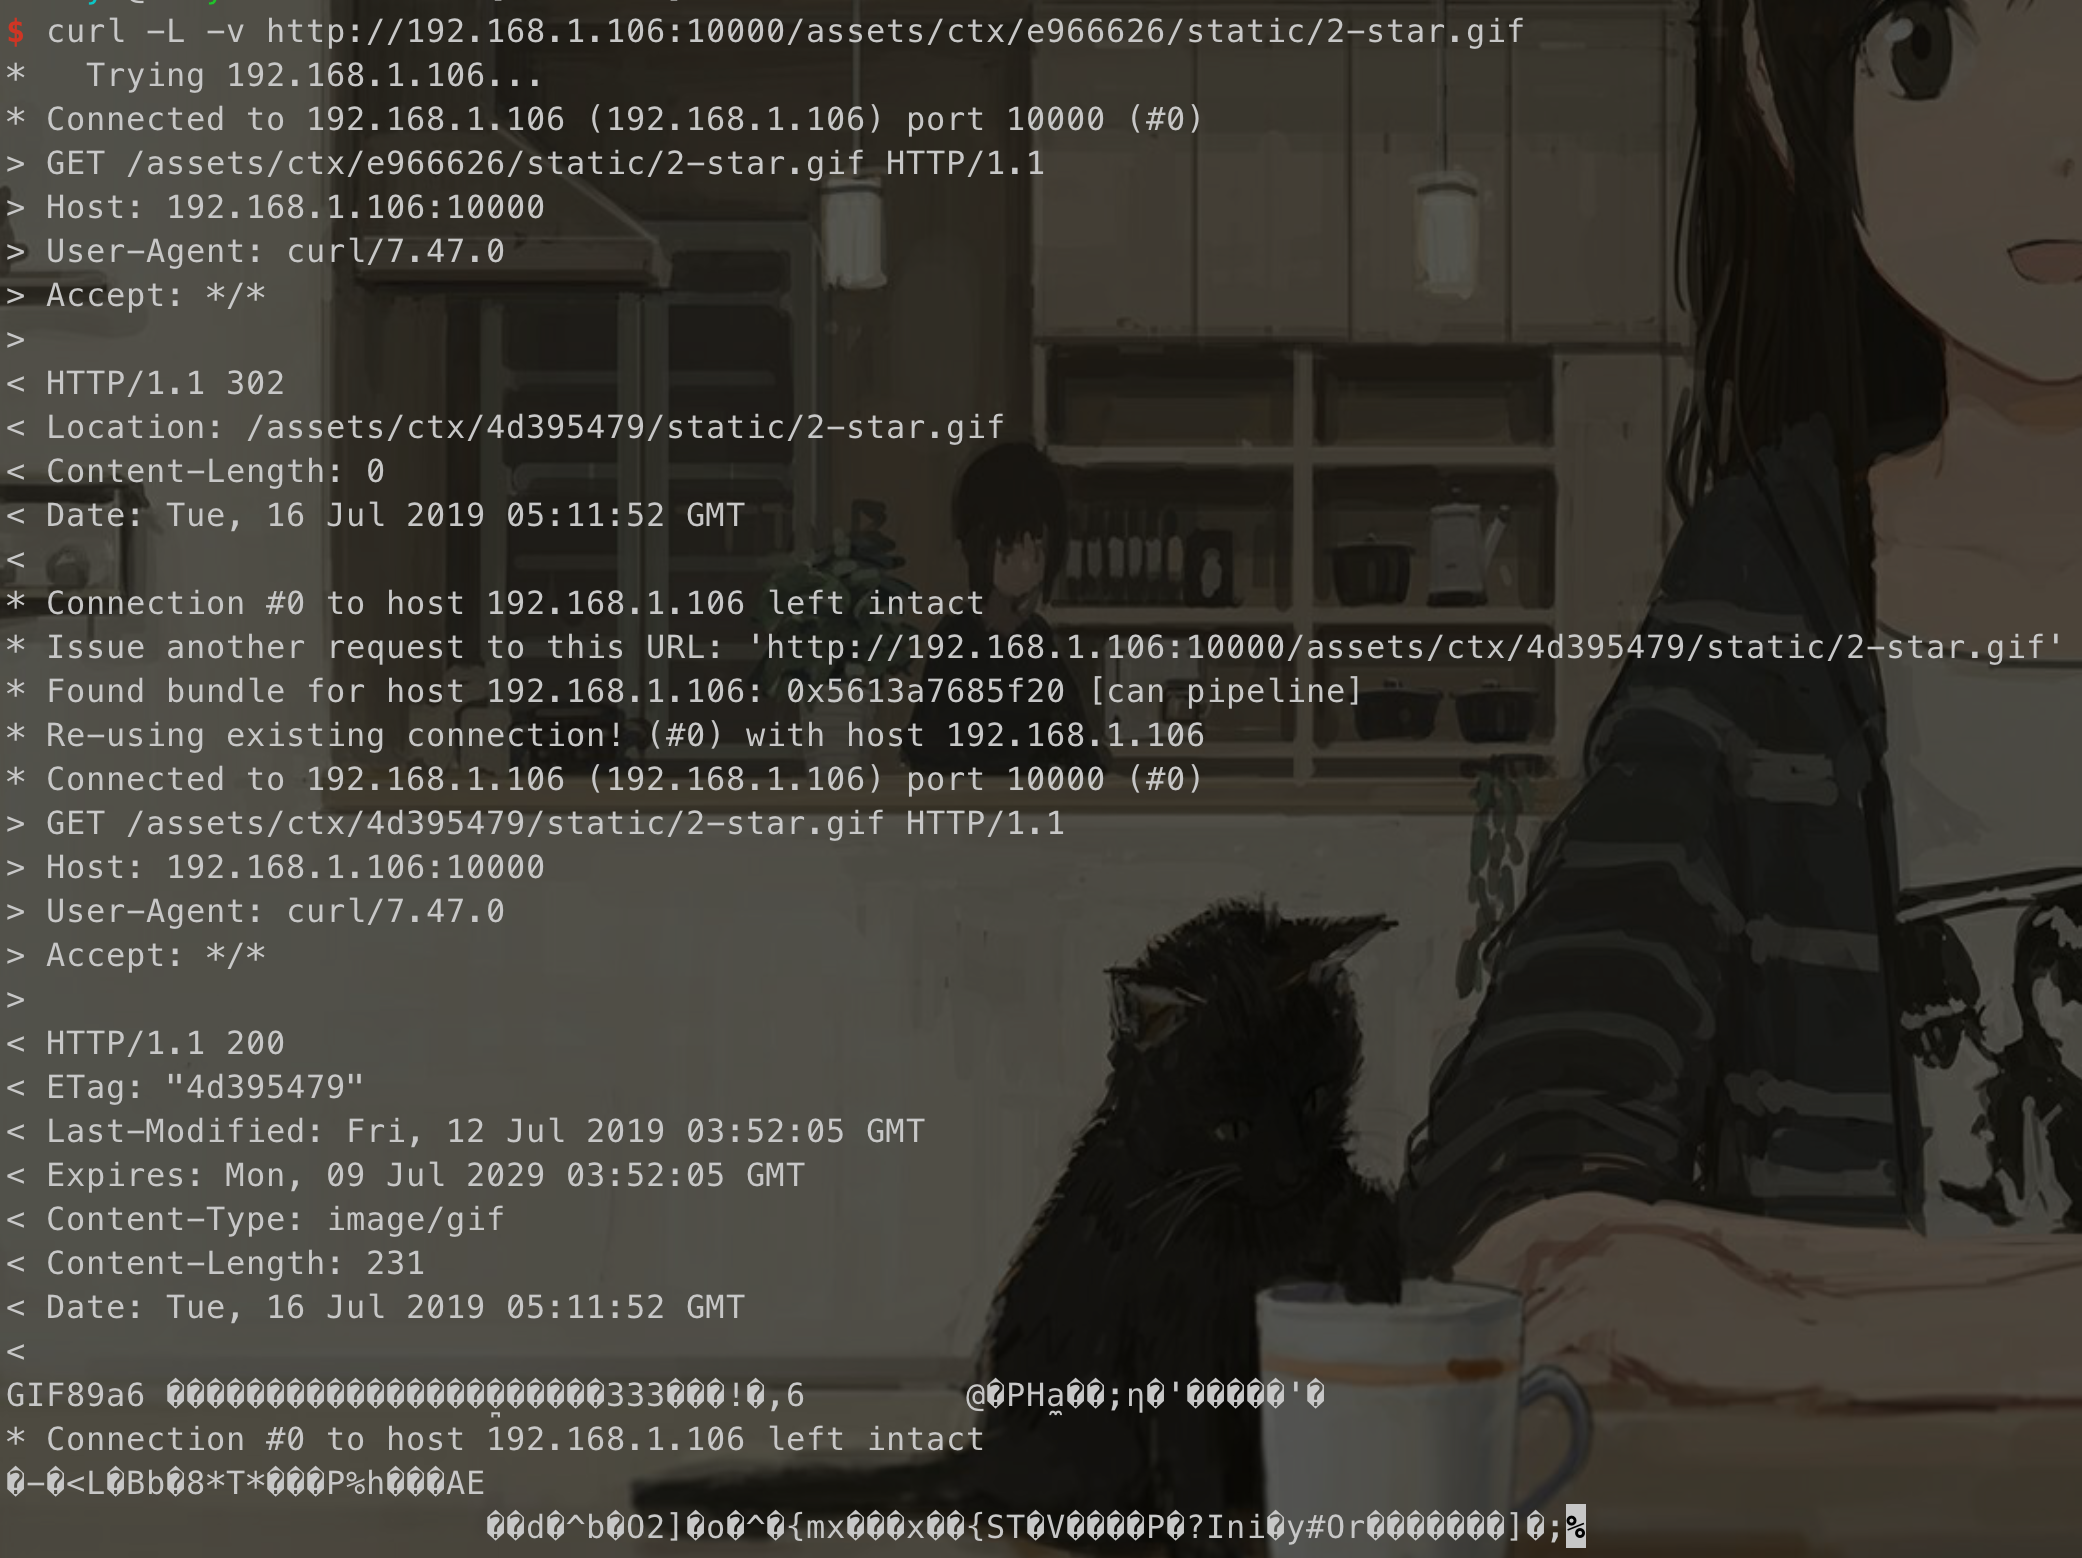 $ curl -L -v http://192.168.1.106:10000/assets/ctx/e966626/static/2-star.gif
*   Trying 192.168.1.106...
* Connected to 192.168.1.106 (192.168.1.106) port 10000 (#0)
> GET /assets/ctx/e966626/static/2-star.gif HTTP/1.1
> Host: 192.168.1.106:10000
> User-Agent: curl/7.47.0
> Accept: */*
>
< HTTP/1.1 302
< Location: /assets/ctx/4d395479/static/2-star.gif
< Content-Length: 0
< Date: Tue, 16 Jul 2019 05:11:52 GMT
<
* Connection #0 to host 192.168.1.106 left intact
* Issue another request to this URL: 'http://192.168.1.106:10000/assets/ctx/4d395479/static/2-star.gif'
* Found bundle for host 192.168.1.106: 0x5613a7685f20 [can pipeline]
* Re-using existing connection! (#0) with host 192.168.1.106
* Connected to 192.168.1.106 (192.168.1.106) port 10000 (#0)
> GET /assets/ctx/4d395479/static/2-star.gif HTTP/1.1
> Host: 192.168.1.106:10000
> User-Agent: curl/7.47.0
> Accept: */*
>
< HTTP/1.1 200
< ETag: "4d395479"
< Last-Modified: Fri, 12 Jul 2019 03:52:05 GMT
< Expires: Mon, 09 Jul 2029 03:52:05 GMT
< Content-Type: image/gif
< Content-Length: 231
< Date: Tue, 16 Jul 2019 05:11:52 GMT
<
GIF89a6 ����������������������333���!�,6        @�PHa̼��;η�'�����'�
* Connection #0 to host 192.168.1.106 left intact
�-�<L�Bb�8*T*���P%h���AE
��d�^b�O2]�o�^�{mx���x��{ST�V����P�?Ini�y#Or�������]�;%